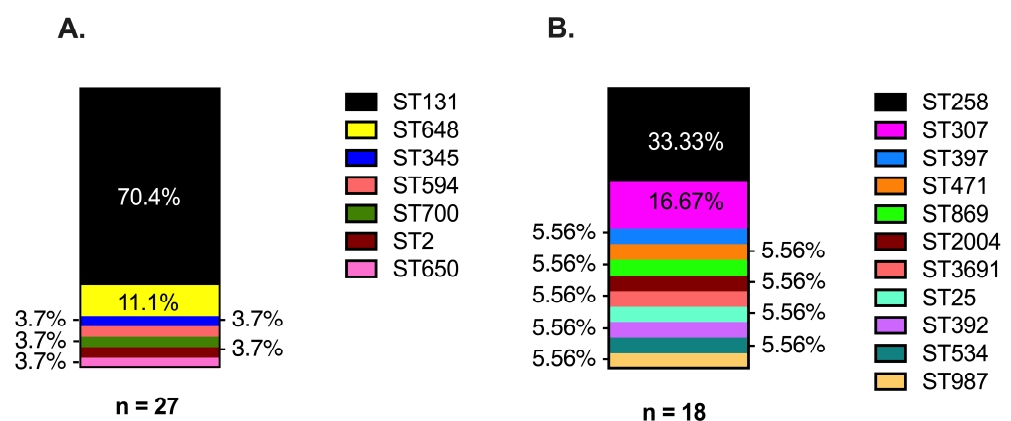 A.
70.4%
11.1%
3.7%
3.7%
3.7%
3.7%
3.7%
n = 27
ST131
ST648
ST345
ST594
ST700
ST2
ST650
B.
33.33%
16.67%
5.56%
5.56%
5.56%
5.56%
5.56%
5.56%
5.56%
5.56%
5.56%
n = 18
ST258
ST307
ST397
ST471
ST869
ST2004
ST3691
ST25
ST392
ST534
ST987